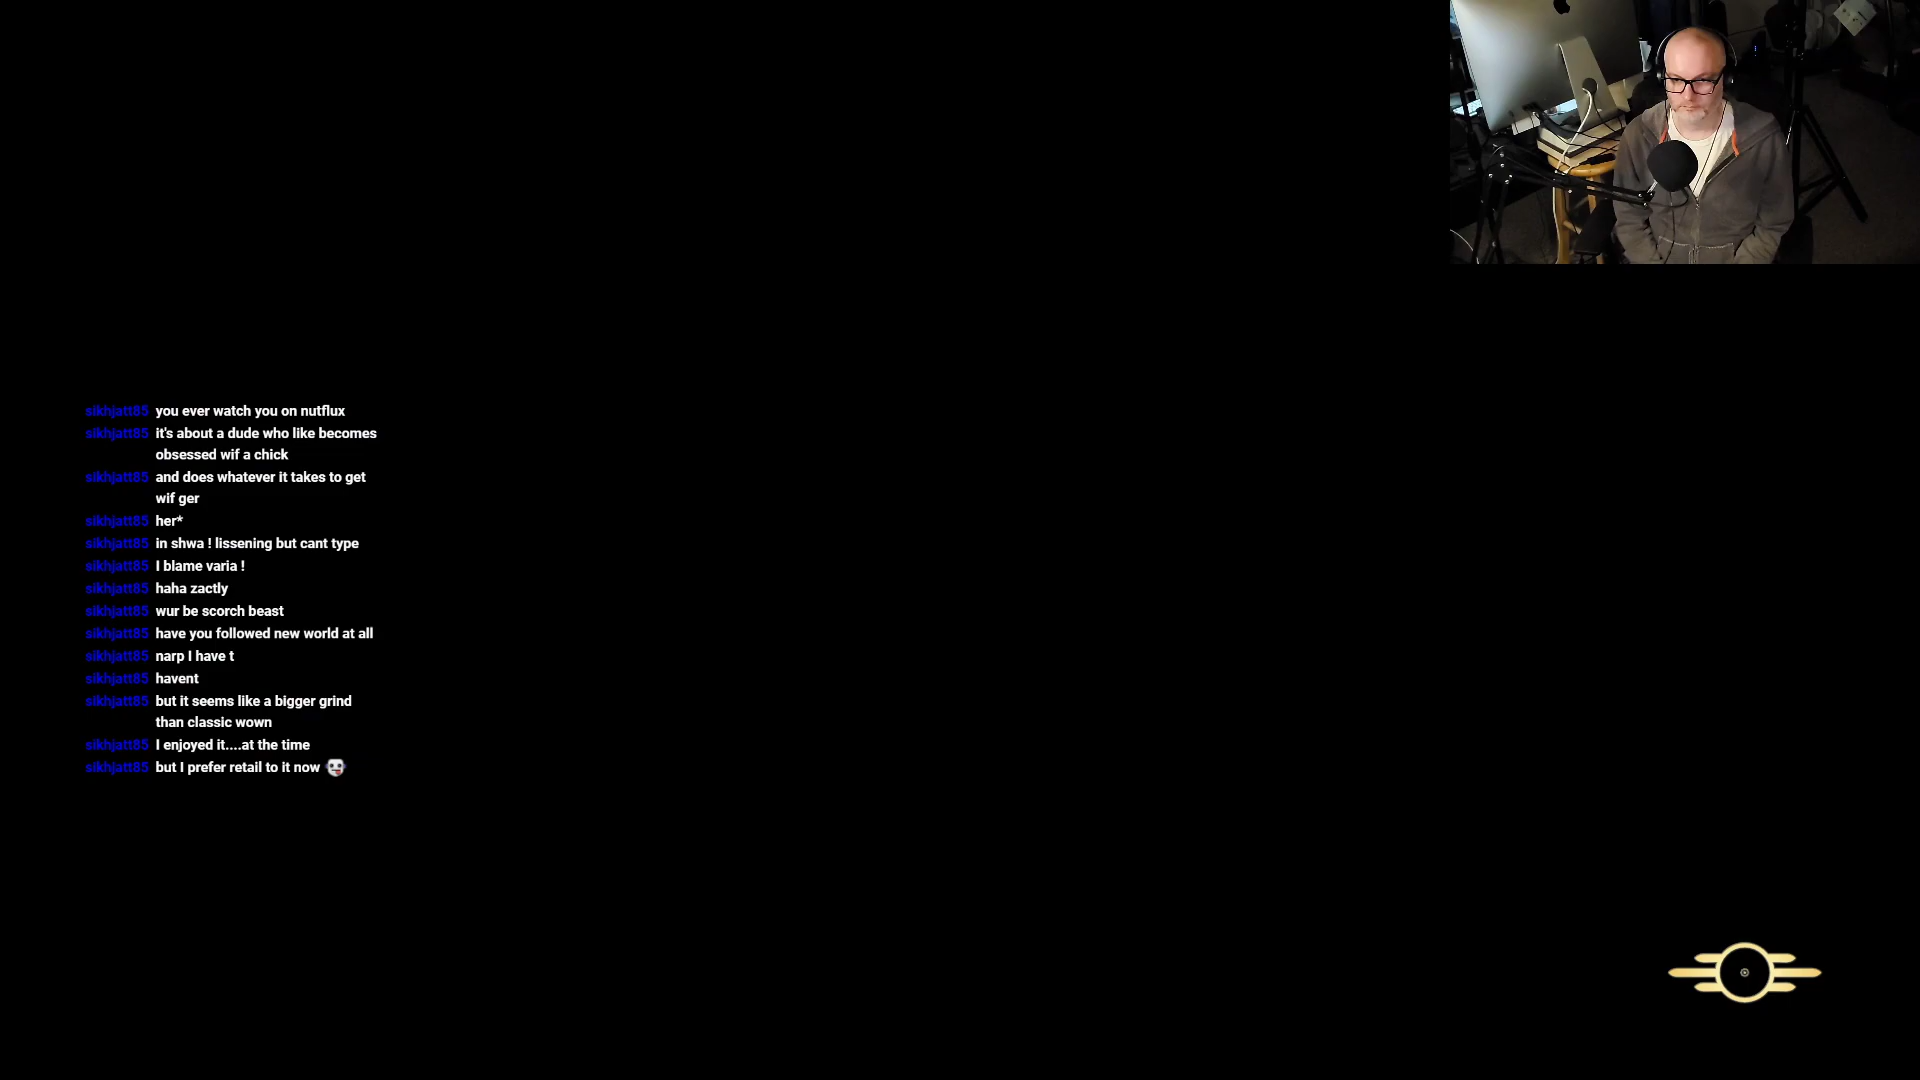 sikhjatt85 you ever watch you on nutflux
sikhjatt85 it's about a dude who like becomes
obsessed wif a chick
sikhjatt85 and does whatever it takes to get
wif ger
sikhjatt85 her*
sikhjatt85 in shwa ! lissening but cant type
sikhjatt85 I blame varia !
sikhjatt85 haha zactly
sikhjatt85 wur be scorch beast
sikhjatt85 have you followed new world at all
sikhjatt85 narp I have t
sikhjatt85 havent
sikhjatt85 but it seems like a bigger grind
than classic wown
sikhjatt85 I enjoyed it....at the time
sikhjatt85 but I prefer retail to it now